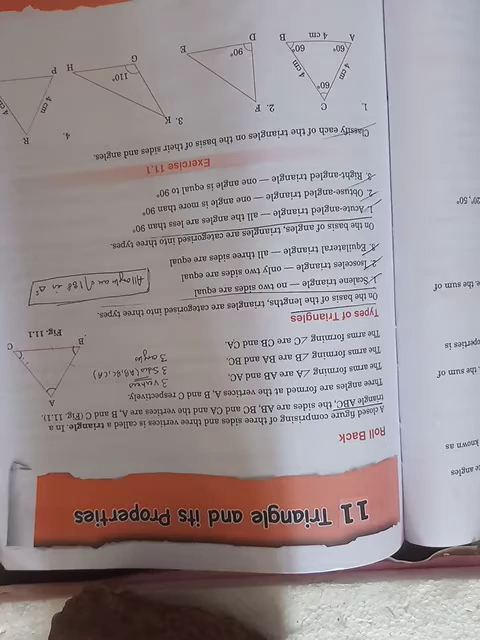 11 Triangle and its Properties
Roll Back
A closed figure comprising of three sides and three vertices is called a triangle. In a
triangle ABC, the sides are AB, BC and CA and the vertices are A, B and C (Fig. 11.1).
Three angles are formed at the vertices A, B and C respectively.
The arms forming ∠A are AB and AC.
The arms forming ∠B are BA and BC.
The arms forming ∠C are CB and CA.
3 vertices
3 Sides (AB, BC, CA)
3 angles
A
B
C
Fig. 11.1
Types of Triangles
On the basis of the lengths, triangles are categorised into three types.
1. Scalene triangle — no two sides are equal
2. Isosceles triangle — only two sides are equal
3. Equilateral triangle — all three sides are equal
On the basis of angles, triangles are categorised into three types.
1. Acute-angled triangle — all the angles are less than 90°
2. Obtuse-angled triangle — one angle is more than 90°
3. Right-angled triangle — one angle is equal to 90°
Exercise 11.1
Classify each of the triangles on the basis of their sides and angles.
1.
C
60°
4 cm
4 cm
60°
60°
A
4 cm
B
2.
F
90°
D
E
3.
K
110°
G
H
4.
R
4 cm
4 cm
P
te angles
known as
the sum of
operties is
e the sum of
20°, 50°